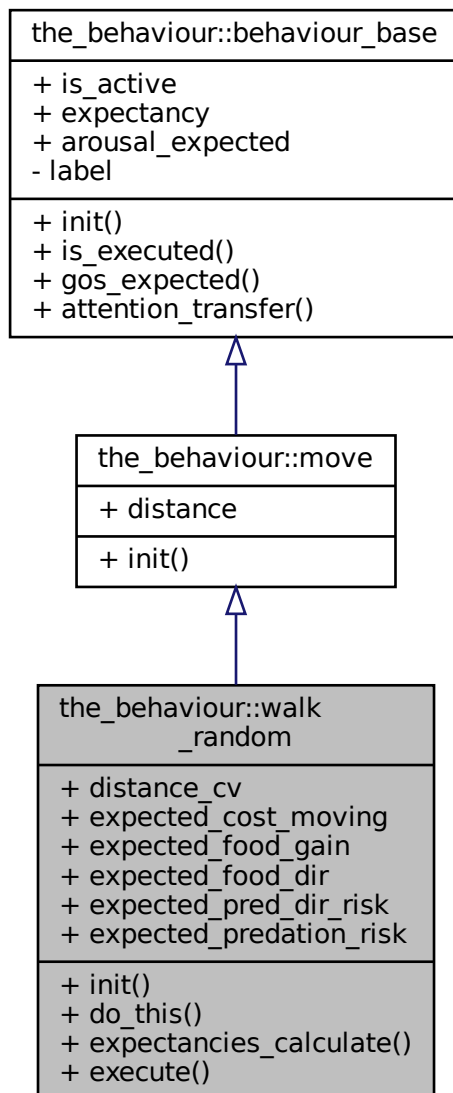 the_behaviour::behaviour_base
+ is_active
+ expectancy
+ arousal_expected
- label
+ init()
+ is_executed()
+ gos_expected()
+ attention_transfer()
the_behaviour::move
+ distance
+ init()
the_behaviour::walk
_random
+ distance_cv
+ expected_cost_moving
+ expected_food_gain
+ expected_food_dir
+ expected_pred_dir_risk
+ expected_predation_risk
+ init()
+ do_this()
+ expectancies_calculate()
+ execute()